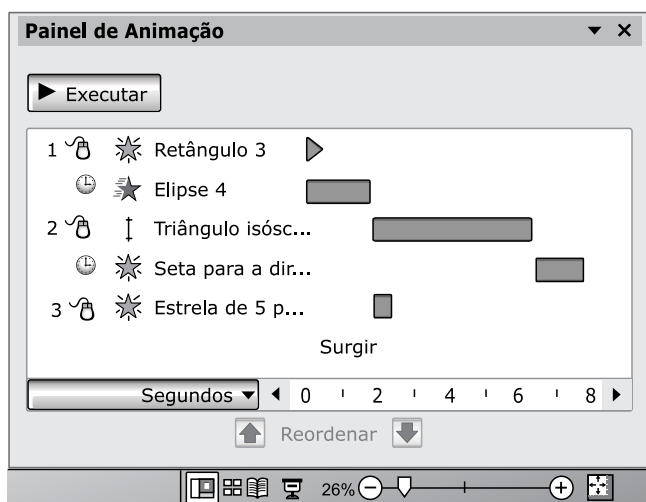 Painel de Animação
Executar
1 Retângulo 3
Elipse 4
2 Triângulo isósc...
Seta para a dir...
3 Estrela de 5 p...
Surgir
Segundos 0 2 4 6 8
Reordenar
26%